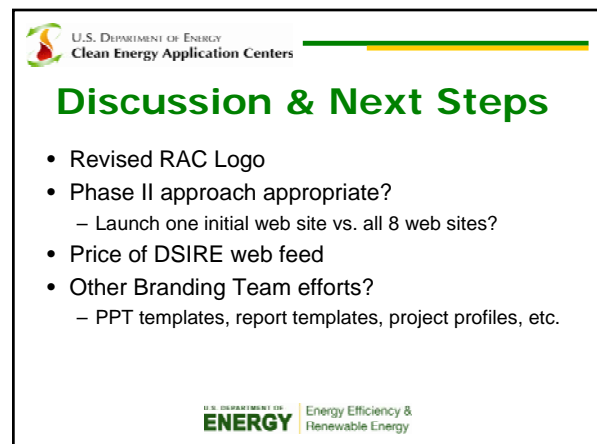 U.S. DEPARTMENT OF ENERGY
Clean Energy Application Centers
Discussion & Next Steps
• Revised RAC Logo
• Phase II approach appropriate?
– Launch one initial web site vs. all 8 web sites?
• Price of DSIRE web feed
• Other Branding Team efforts?
– PPT templates, report templates, project profiles, etc.
U.S. DEPARTMENT OF
ENERGY
Energy Efficiency &
Renewable Energy